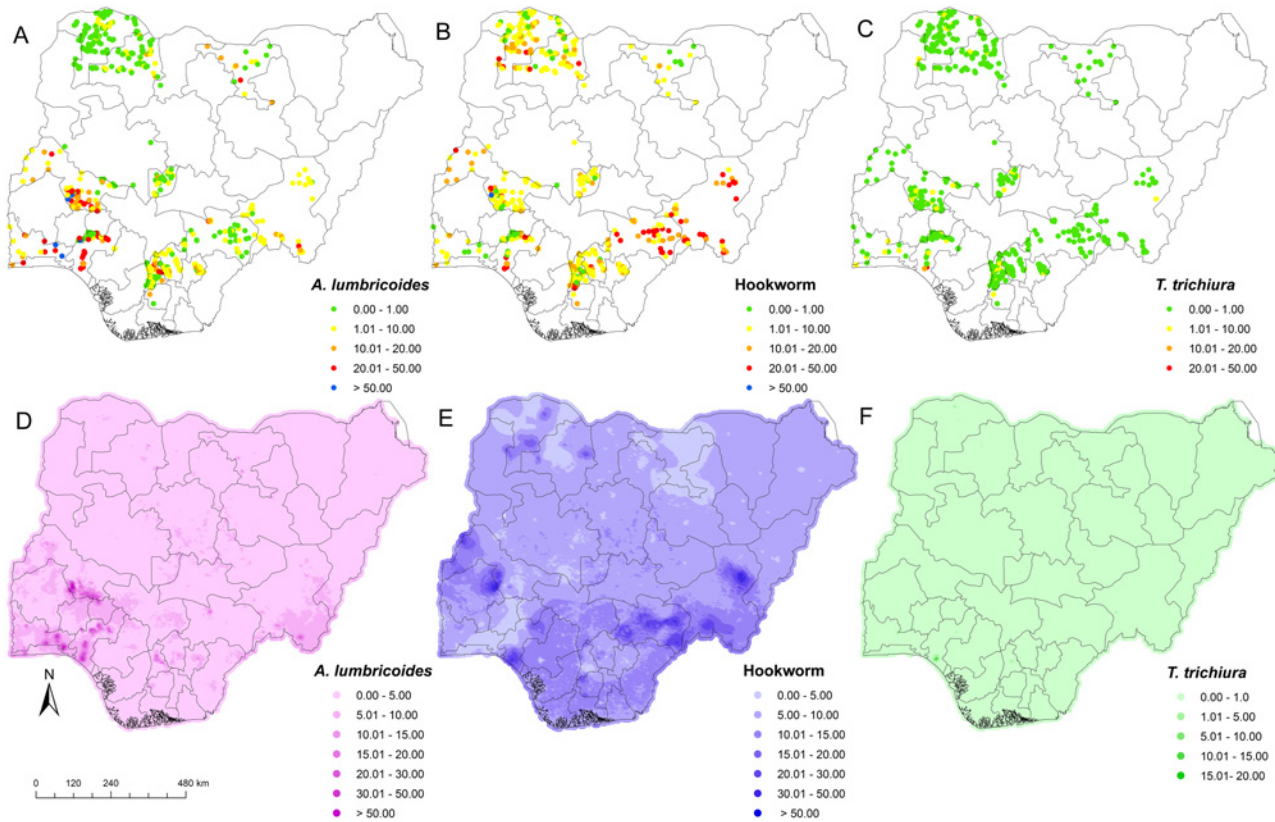 A
B
C
A. lumbricoides
0.00 - 1.00
1.01 - 10.00
10.01 - 20.00
20.01 - 50.00
> 50.00
Hookworm
0.00 - 1.00
1.01 - 10.00
10.01 - 20.00
20.01 - 50.00
> 50.00
T. trichiura
0.00 - 1.00
1.01 - 10.00
10.01 - 20.00
20.01 - 50.00
D
E
F
N
0 120 240 480 km
A. lumbricoides
0.00 - 5.00
5.01 - 10.00
10.01 - 15.00
15.01 - 20.00
20.01 - 30.00
30.01 - 50.00
> 50.00
Hookworm
0.00 - 5.00
5.00 - 10.00
10.01 - 15.00
15.01 - 20.00
20.01 - 30.00
30.01 - 50.00
> 50.00
T. trichiura
0.00 - 1.0
1.01 - 5.00
5.01 - 10.00
10.01 - 15.00
15.01- 20.00